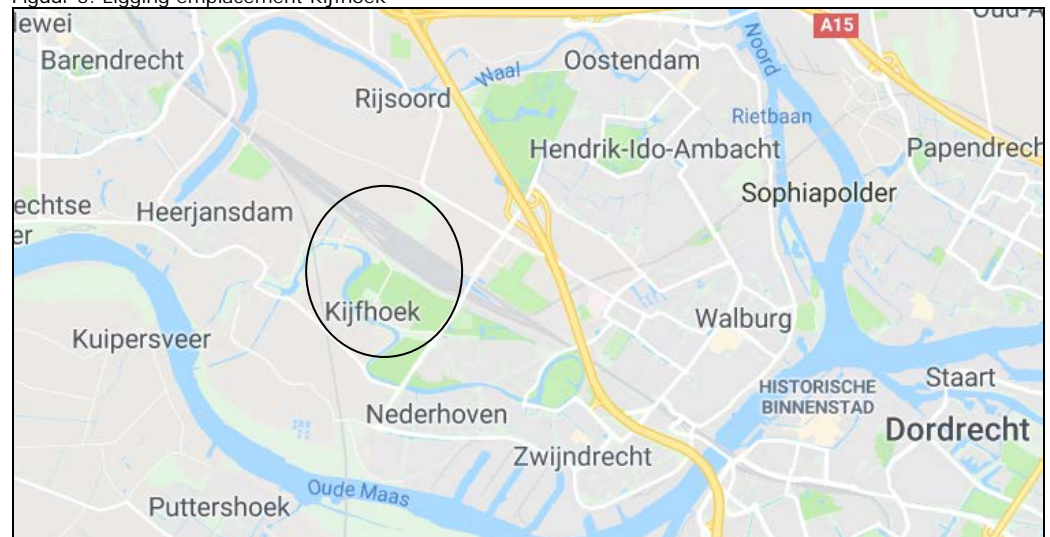 Figuur 3: Ligging emplacement Kijfhoek
lewei
A15
Barendrecht
Noord
Oostendam
Waal
Rijsoord
Rietbaan
Hendrik-Ido-Ambacht
Papendrech
Sophiapolder
echtse
er
Heerjansdam
Kijfhoek
Walburg
Kuipersveer
Staart
HISTORISCHE
BINNENSTAD
Nederhoven
Dordrecht
Zwijndrecht
Oude Maas
Puttershoek